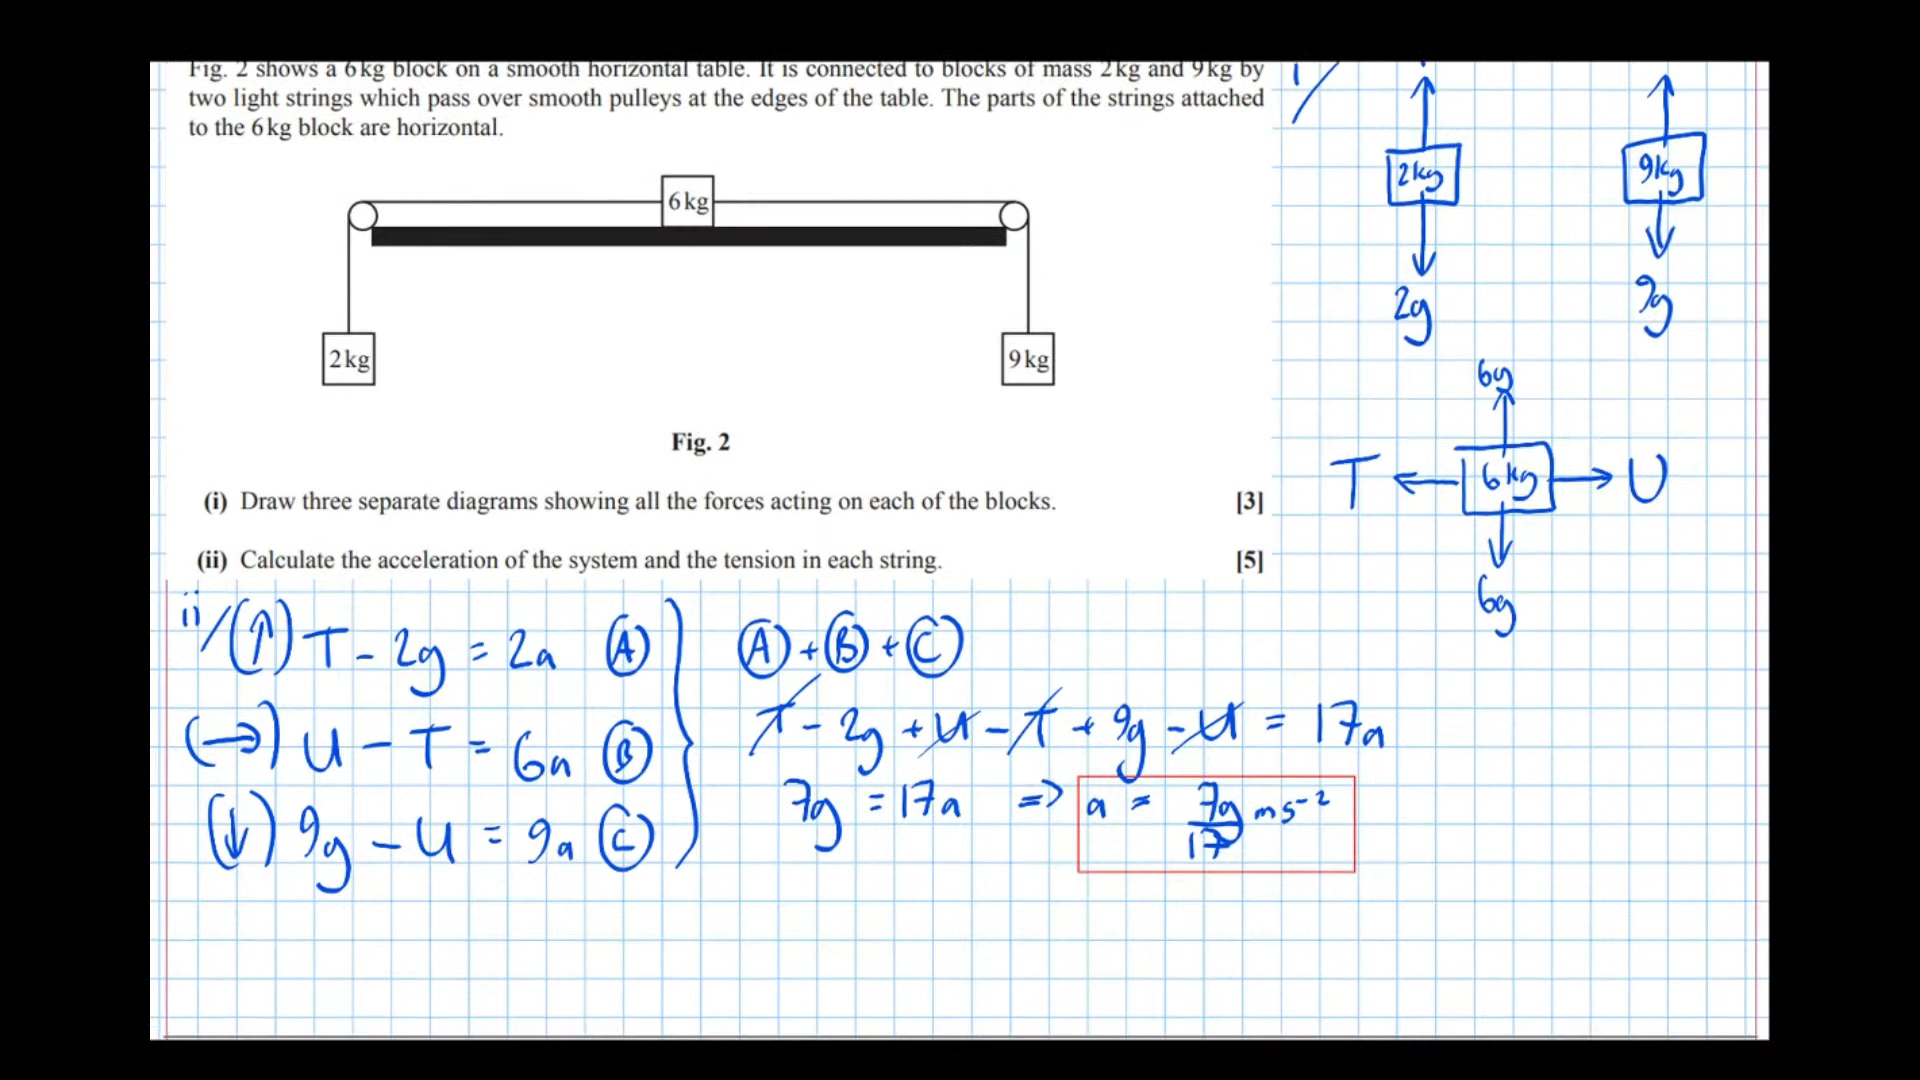 Fig. 2 shows a 6 kg block on a smooth horizontal table. It is connected to blocks of mass 2 kg and 9 kg by
two light strings which pass over smooth pulleys at the edges of the table. The parts of the strings attached
to the 6 kg block are horizontal.
6 kg
2 kg
9 kg
Fig. 2
(i) Draw three separate diagrams showing all the forces acting on each of the blocks. [3]
(ii) Calculate the acceleration of the system and the tension in each string. [5]
i/
2kg
2g
9kg
9g
6g
T ← 6kg → U
6g
ii/ (↑) T - 2g = 2a (A)
(→) U - T = 6a (B)
(↓) 9g - U = 9a (C)
(A) + (B) + (C)
T - 2g + U - T + 9g - U = 17a
7g = 17a => a = 7g/17 ms⁻²